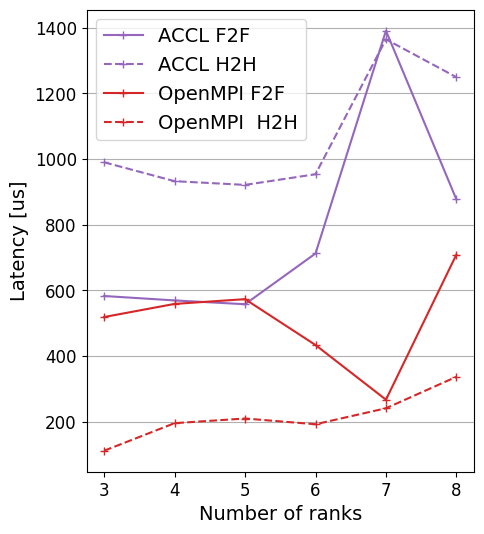 ACCL F2F
ACCL H2H
OpenMPI F2F
OpenMPI  H2H
1400
1200
1000
800
600
400
200
Latency [us]
3 4 5 6 7 8
Number of ranks